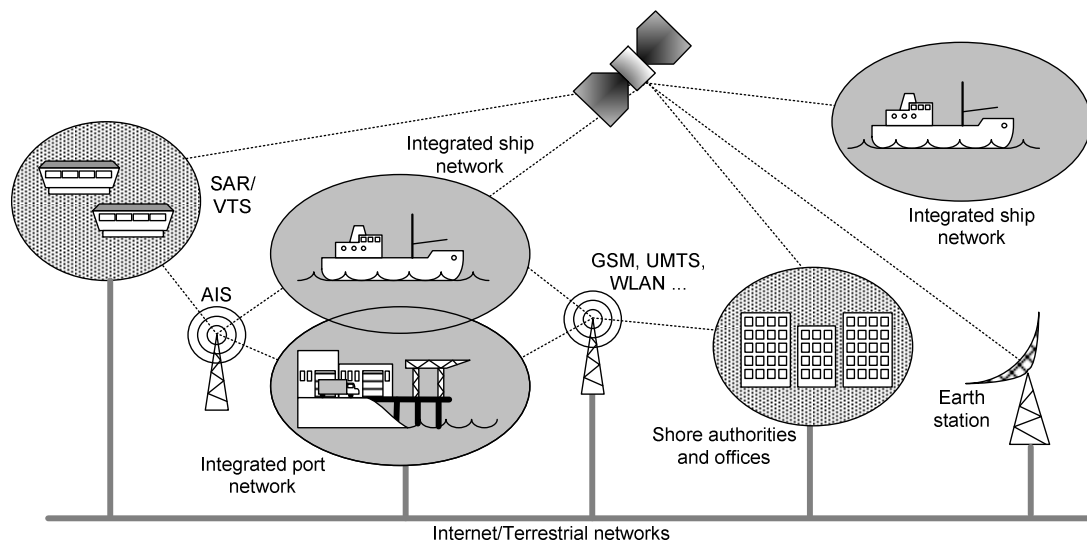 Integrated ship
network
SAR/
VTS
Integrated ship
network
GSM, UMTS,
WLAN ...
AIS
Earth
station
Shore authorities
and offices
Integrated port
network
Internet/Terrestrial networks